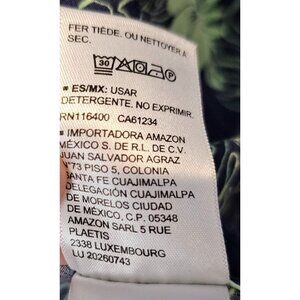 FER TIÈDE. OU NETTOYER À
SEC.
30 A P
■ ES/MX: USAR
DETERGENTE. NO EXPRIMIR.
RN116400 CA61234
■ IMPORTADORA AMAZON
MÉXICO S. DE R.L. DE C.V.
JUAN SALVADOR AGRAZ
N°73 PISO 5, COLONIA
SANTA FE CUAJIMALPA
DELEGACIÓN CUAJIMALPA
DE MORELOS CIUDAD
DE MÉXICO, C.P. 05348
AMAZON SARL 5 RUE
PLAETIS
2338 LUXEMBOURG
LU 20260743